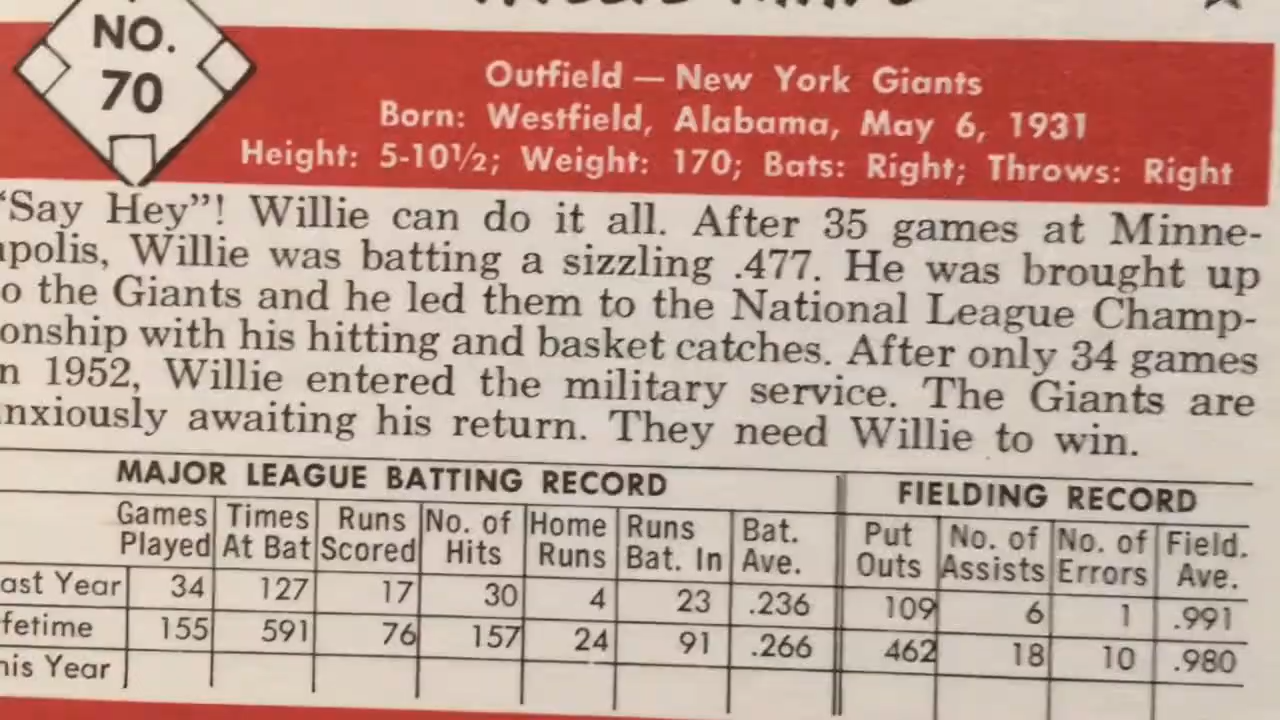 NO.
70
Outfield — New York Giants
Born: Westfield, Alabama, May 6, 1931
Height: 5-10½; Weight: 170; Bats: Right; Throws: Right
"Say Hey"! Willie can do it all. After 35 games at Minne-
apolis, Willie was batting a sizzling .477. He was brought up
o the Giants and he led them to the National League Champ-
onship with his hitting and basket catches. After only 34 games
n 1952, Willie entered the military service. The Giants are
nxiously awaiting his return. They need Willie to win.
MAJOR LEAGUE BATTING RECORD FIELDING RECORD
Games Played Times At Bat Runs Scored No. of Hits Home Runs Runs Bat. In Bat. Ave. Put Outs No. of Assists No. of Errors Field. Ave.
ast Year 34 127 17 30 4 23 .236 109 6 1 .991
fetime 155 591 76 157 24 91 .266 462 18 10 .980
his Year